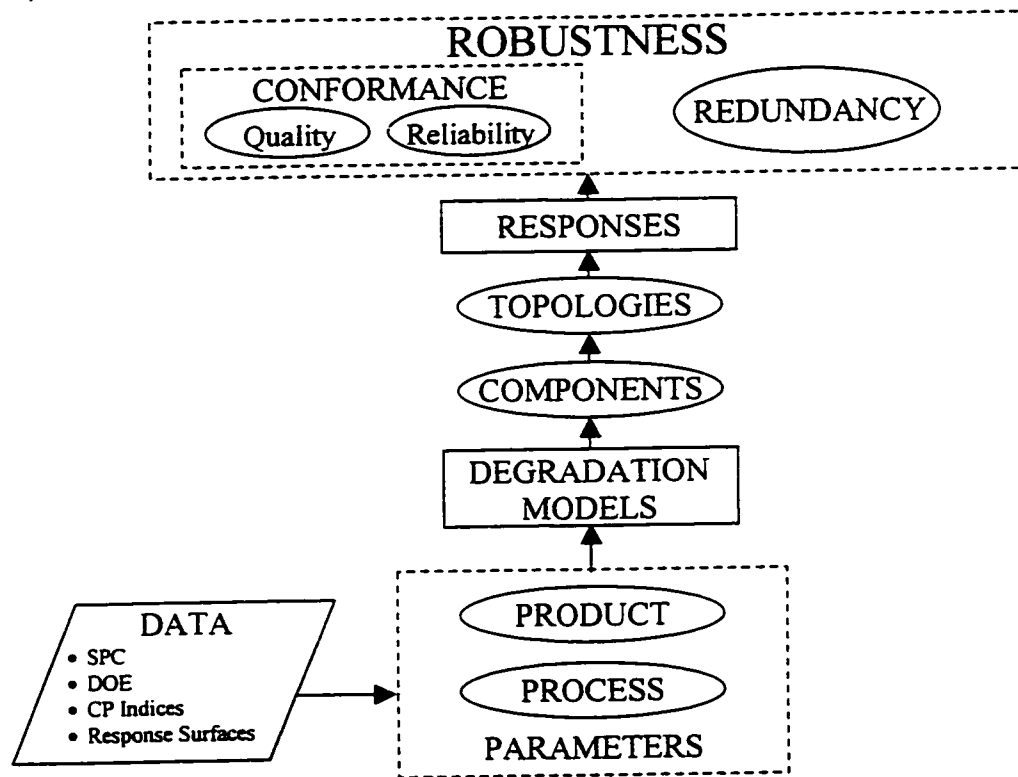 ROBUSTNESS
CONFORMANCE
Quality
Reliability
REDUNDANCY
RESPONSES
TOPOLOGIES
COMPONENTS
DEGRADATION
MODELS
DATA
• SPC
• DOE
• CP Indices
• Response Surfaces
PRODUCT
PROCESS
PARAMETERS